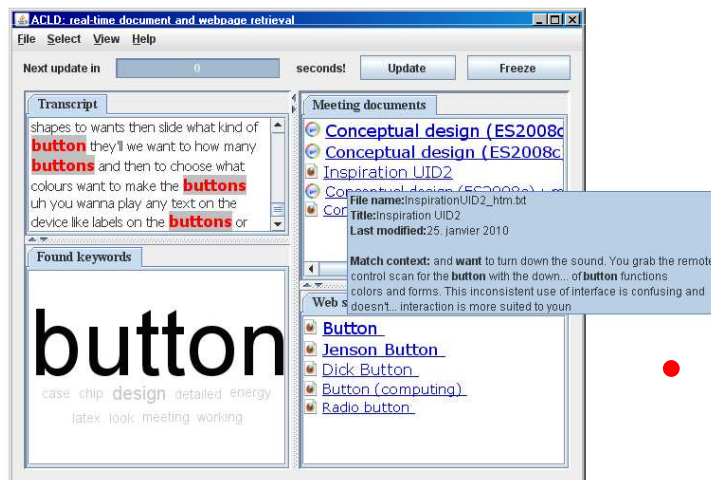 ACLD: real-time document and webpage retrieval
File Select View Help
Next update in 0 seconds! Update Freeze
Transcript
shapes to wants then slide what kind of
button they'll we want to how many
buttons and then to choose what
colours want to make the buttons
uh you wanna play any text on the
device like labels on the buttons or
Found keywords
button
case chip design detailed energy
latex look meeting working
Meeting documents
Conceptual design (ES2008c
Conceptual design (ES2008c
Inspiration UID2
Conceptual design (ES2008c)
Con
File name:InspirationUID2_htm.txt
Title:Inspiration UID2
Last modified:25. janvier 2010
Match context: and want to turn down the sound. You grab the remote
control scan for the button with the down... of button functions
colors and forms. This inconsistent use of interface is confusing and
doesn't... interaction is more suited to youn
Web s
Button
Jenson Button
Dick Button
Button (computing)
Radio button